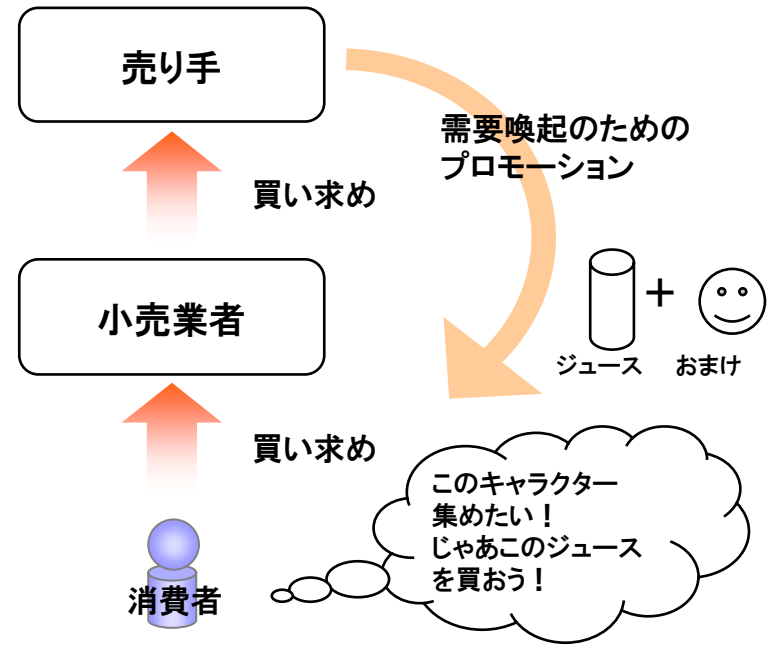 売り手
需要喚起のための
プロモーション
買い求め
小売業者
＋
ジュース
おまけ
買い求め
このキャラクター
集めたい！
じゃあこのジュース
を買おう！
消費者